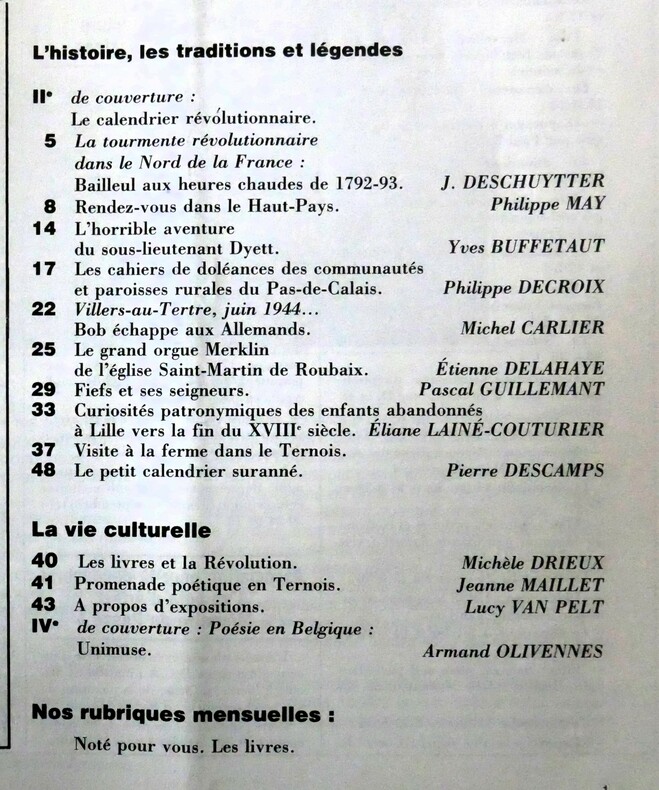 L'histoire, les traditions et légendes
IIe de couverture :
Le calendrier révolutionnaire.
5 La tourmente révolutionnaire
dans le Nord de la France :
Bailleul aux heures chaudes de 1792-93. J. DESCHUYTTER
8 Rendez-vous dans le Haut-Pays. Philippe MAY
14 L'horrible aventure
du sous-lieutenant Dyett. Yves BUFFETAUT
17 Les cahiers de doléances des communautés
et paroisses rurales du Pas-de-Calais. Philippe DECROIX
22 Villers-au-Tertre, juin 1944...
Bob échappe aux Allemands. Michel CARLIER
25 Le grand orgue Merklin
de l'église Saint-Martin de Roubaix. Étienne DELAHAYE
29 Fiefs et ses seigneurs. Pascal GUILLEMANT
33 Curiosités patronymiques des enfants abandonnés
à Lille vers la fin du XVIIIe siècle. Éliane LAINÉ-COUTURIER
37 Visite à la ferme dans le Ternois.
48 Le petit calendrier suranné. Pierre DESCAMPS
La vie culturelle
40 Les livres et la Révolution. Michèle DRIEUX
41 Promenade poétique en Ternois. Jeanne MAILLET
43 A propos d'expositions. Lucy VAN PELT
IVe de couverture : Poésie en Belgique :
Unimuse. Armand OLIVENNES
Nos rubriques mensuelles :
Noté pour vous. Les livres.